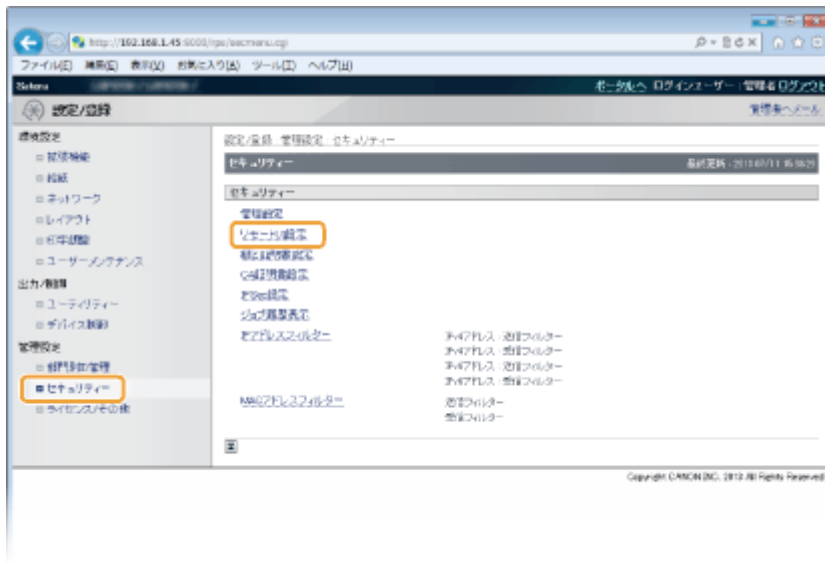 http://192.168.1.45:8000/rps/secmenu.cgi
ファイル(E) 編集(E) 表示(V) お気に入り(A) ツール(T) ヘルプ(H)
Satera
ポータルへ ログインユーザー : 管理者 ログアウト
設定/登録
管理者へメール
環境設定
拡張機能
給紙
ネットワーク
レイアウト
印字調整
ユーザーメンテナンス
出力/制御
ユーティリティー
デバイス制御
管理設定
部門別ID管理
セキュリティー
ライセンス/その他
設定/登録 : 管理設定 : セキュリティー
セキュリティー
最終更新 :
セキュリティー
管理設定
リモートUI設定
鍵と証明書設定
CA証明書設定
IPSec設定
ジョブ履歴表示
IPアドレスフィルター
IPv4アドレス : 送信フィルター
IPv4アドレス : 受信フィルター
IPv6アドレス : 送信フィルター
IPv6アドレス : 受信フィルター
MACアドレスフィルター
送信フィルター
受信フィルター
Copyright CANON INC. 2013 All Rights Reserved